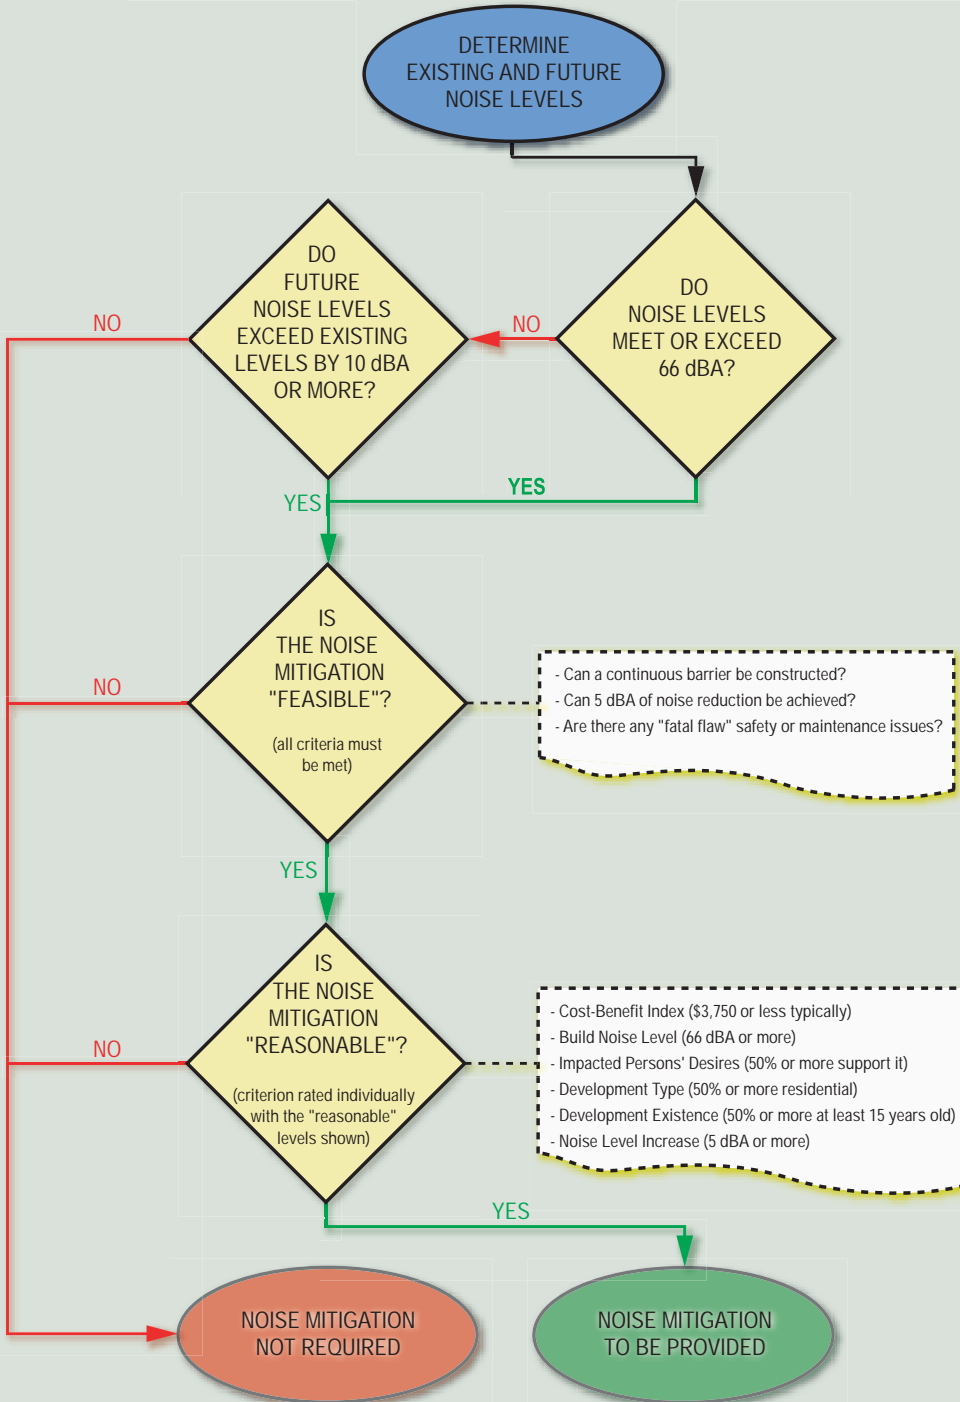 DETERMINE
EXISTING AND FUTURE
NOISE LEVELS
DO
NOISE LEVELS
MEET OR EXCEED
66 dBA?
NO
DO
FUTURE
NOISE LEVELS
EXCEED EXISTING
LEVELS BY 10 dBA
OR MORE?
NO
YES
YES
IS
THE NOISE
MITIGATION
"FEASIBLE"?
(all criteria must
be met)
NO
- Can a continuous barrier be constructed?
- Can 5 dBA of noise reduction be achieved?
- Are there any "fatal flaw" safety or maintenance issues?
YES
IS
THE NOISE
MITIGATION
"REASONABLE"?
(criterion rated individually
with the "reasonable"
levels shown)
NO
- Cost-Benefit Index ($3,750 or less typically)
- Build Noise Level (66 dBA or more)
- Impacted Persons' Desires (50% or more support it)
- Development Type (50% or more residential)
- Development Existence (50% or more at least 15 years old)
- Noise Level Increase (5 dBA or more)
YES
NOISE MITIGATION
NOT REQUIRED
NOISE MITIGATION
TO BE PROVIDED